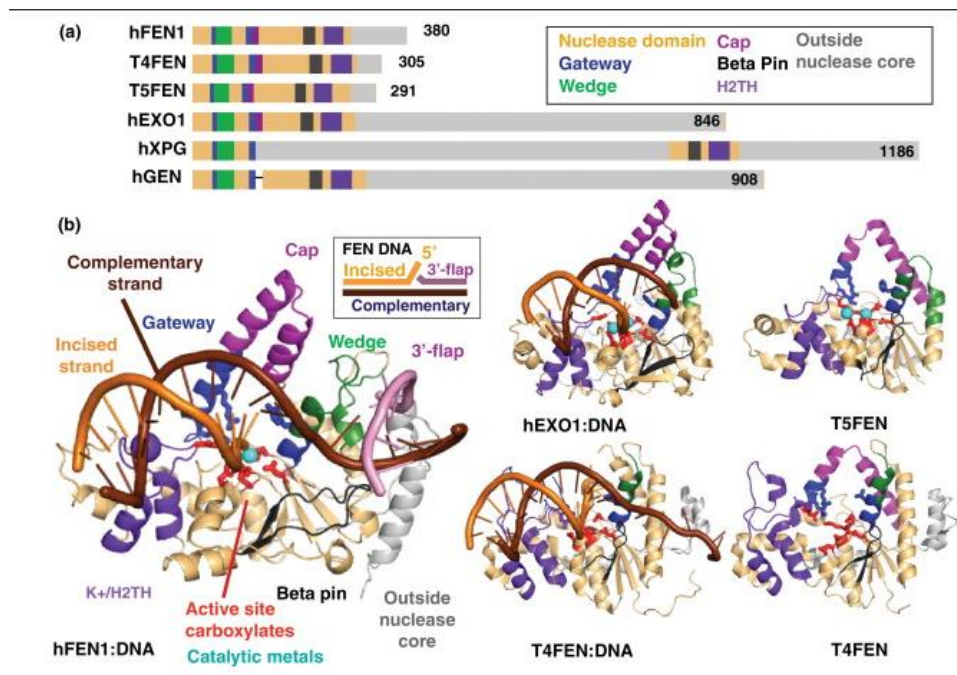 (a)
hFEN1 380
T4FEN 305
T5FEN 291
hEXO1 846
hXPG 1186
hGEN 908
Nuclease domain Cap Outside
Gateway Beta Pin nuclease core
Wedge H2TH
(b)
Complementary
strand
Incised
strand
Gateway
Cap
FEN DNA 5'
Incised 3'-flap
Complementary
Wedge
3'-flap
K+/H2TH
Active site
carboxylates
Catalytic metals
Beta pin
Outside
nuclease
core
hFEN1:DNA
hEXO1:DNA
T5FEN
T4FEN:DNA
T4FEN